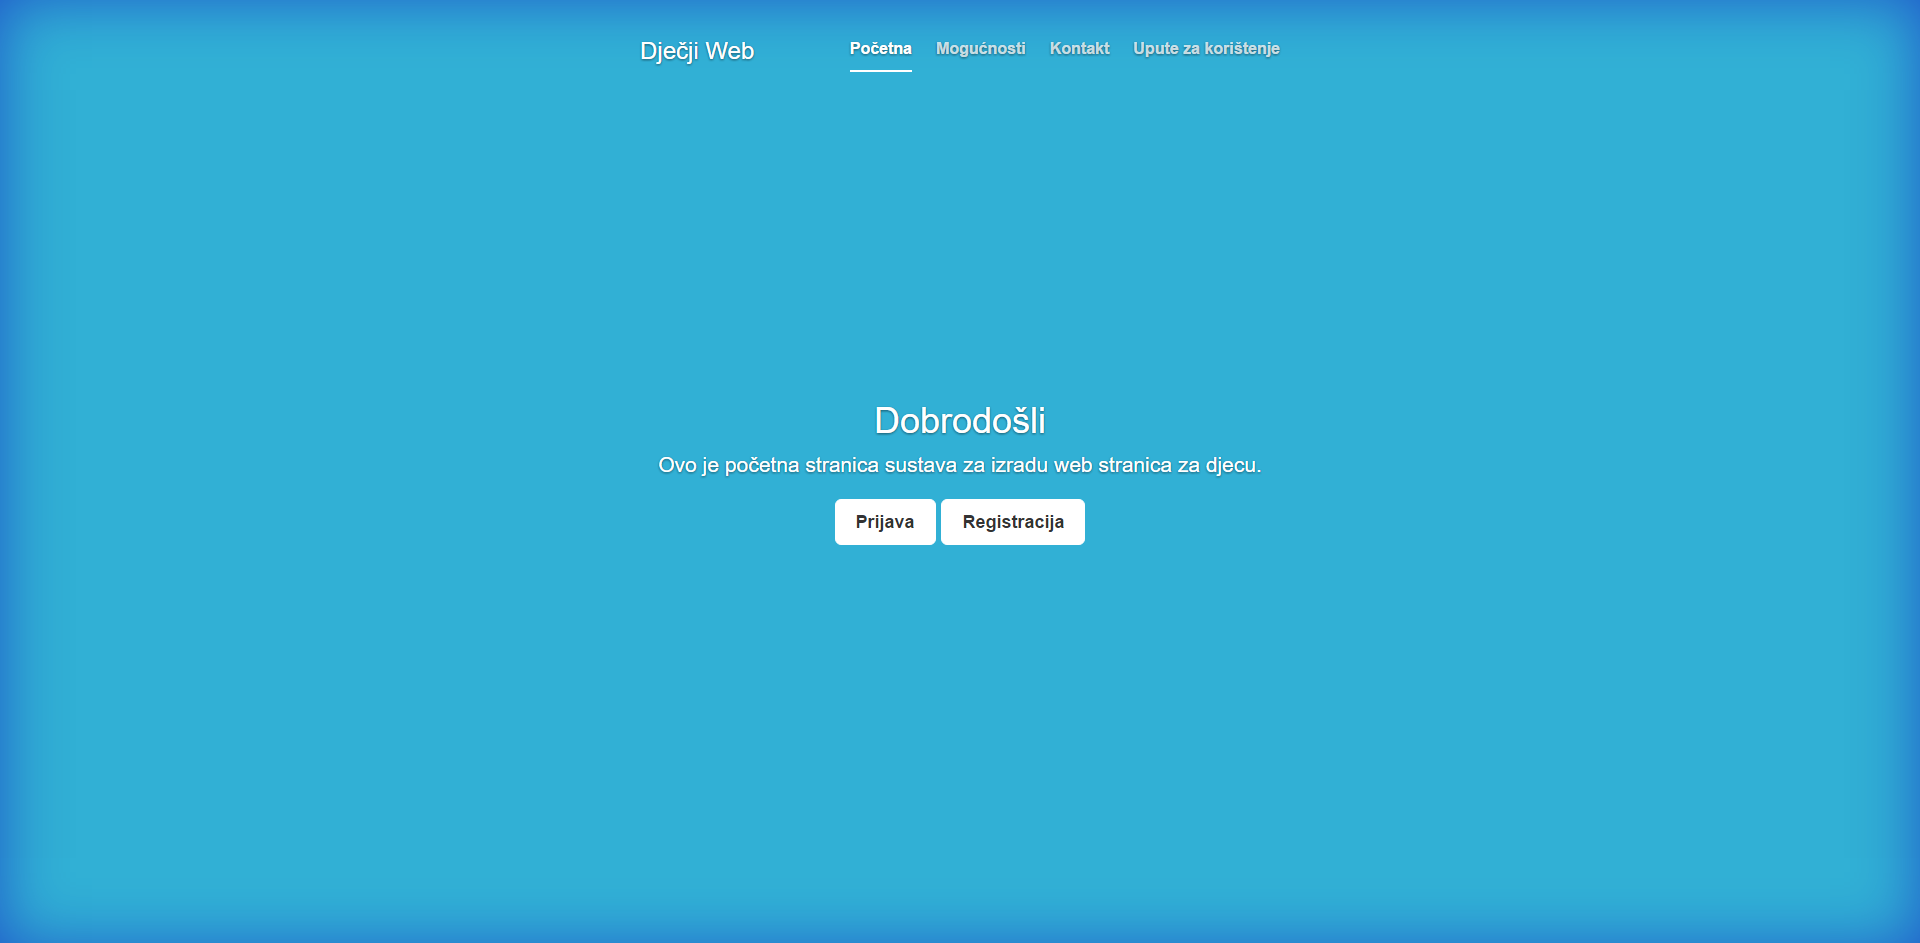 Dječji Web
Početna Mogućnosti Kontakt Upute za korištenje
Dobrodošli
Ovo je početna stranica sustava za izradu web stranica za djecu.
Prijava Registracija